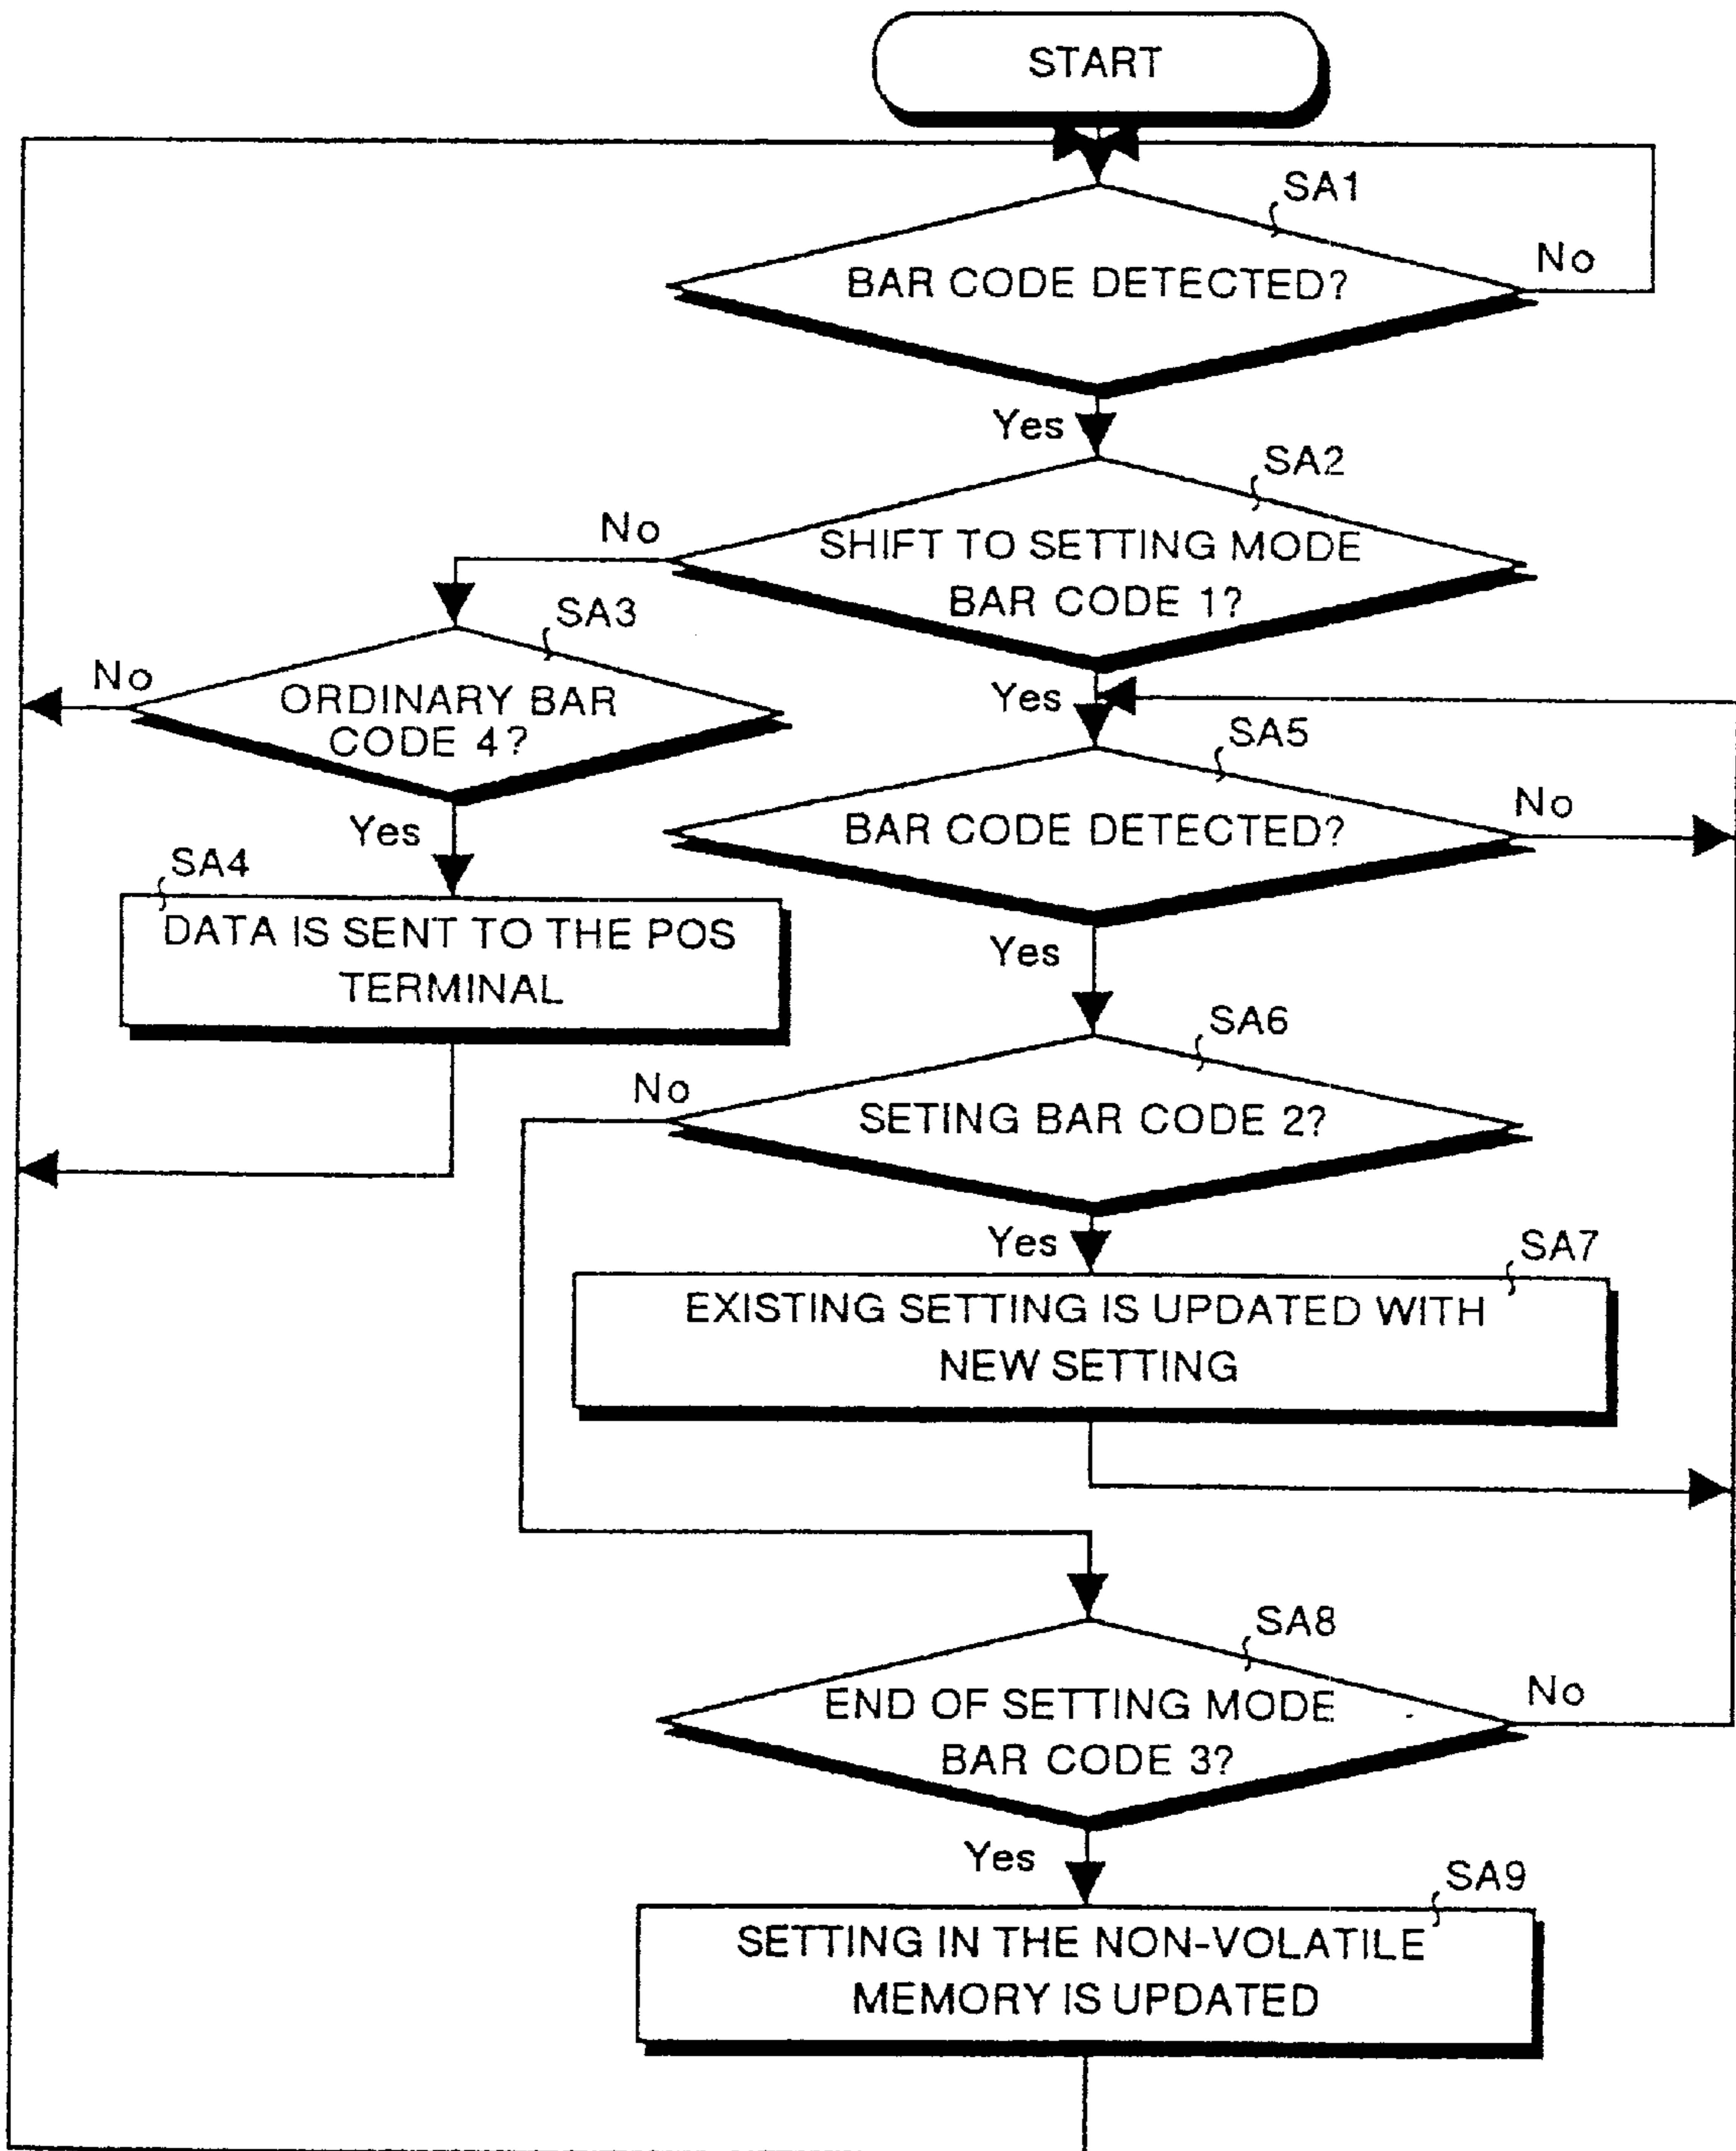 START
SA1
BAR CODE DETECTED?
No
Yes
SA2
No
SHIFT TO SETTING MODE
BAR CODE 1?
SA3
No
ORDINARY BAR
CODE 4?
Yes
Yes
SA5
BAR CODE DETECTED?
No
SA4
DATA IS SENT TO THE POS
TERMINAL
Yes
SA6
No
SETING BAR CODE 2?
Yes
SA7
EXISTING SETTING IS UPDATED WITH
NEW SETTING
SA8
END OF SETTING MODE
BAR CODE 3?
No
Yes
SA9
SETTING IN THE NON-VOLATILE
MEMORY IS UPDATED